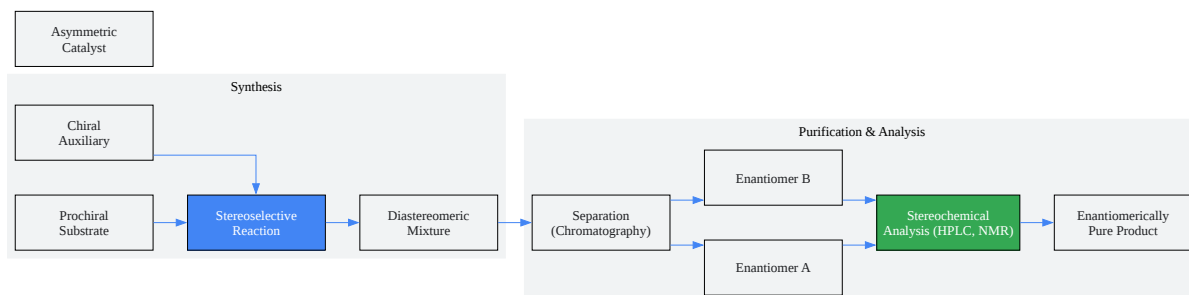 Asymmetric
Catalyst
Synthesis
Chiral
Auxiliary
Prochiral
Substrate
Stereoselective
Reaction
Diastereomeric
Mixture
Purification & Analysis
Separation
(Chromatography)
Enantiomer B
Enantiomer A
Stereochemical
Analysis (HPLC, NMR)
Enantiomerically
Pure Product